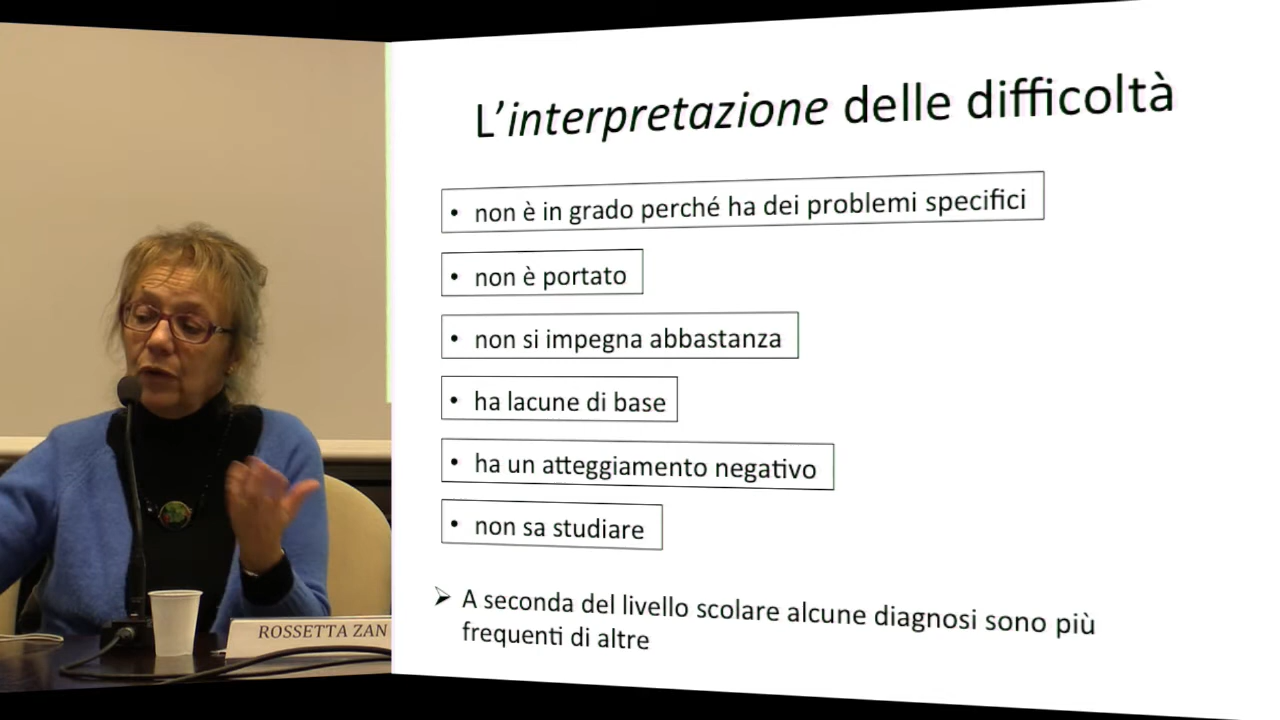 L'interpretazione delle difficoltà
• non è in grado perché ha dei problemi specifici
• non è portato
• non si impegna abbastanza
• ha lacune di base
• ha un atteggiamento negativo
• non sa studiare
➢ A seconda del livello scolare alcune diagnosi sono più
frequenti di altre
ROSSETTA ZAN